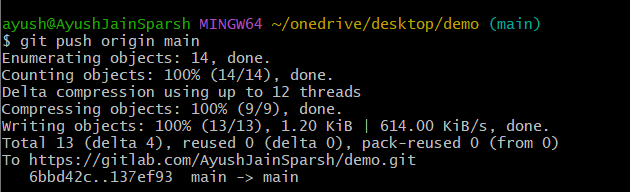 ayush@AyushJainSparsh MINGW64 ~/onedrive/desktop/demo (main)
$ git push origin main
Enumerating objects: 14, done.
Counting objects: 100% (14/14), done.
Delta compression using up to 12 threads
Compressing objects: 100% (9/9), done.
Writing objects: 100% (13/13), 1.20 KiB | 614.00 KiB/s, done.
Total 13 (delta 4), reused 0 (delta 0), pack-reused 0 (from 0)
To https://gitlab.com/AyushJainSparsh/demo.git
   6bbd42c..137ef93  main -> main